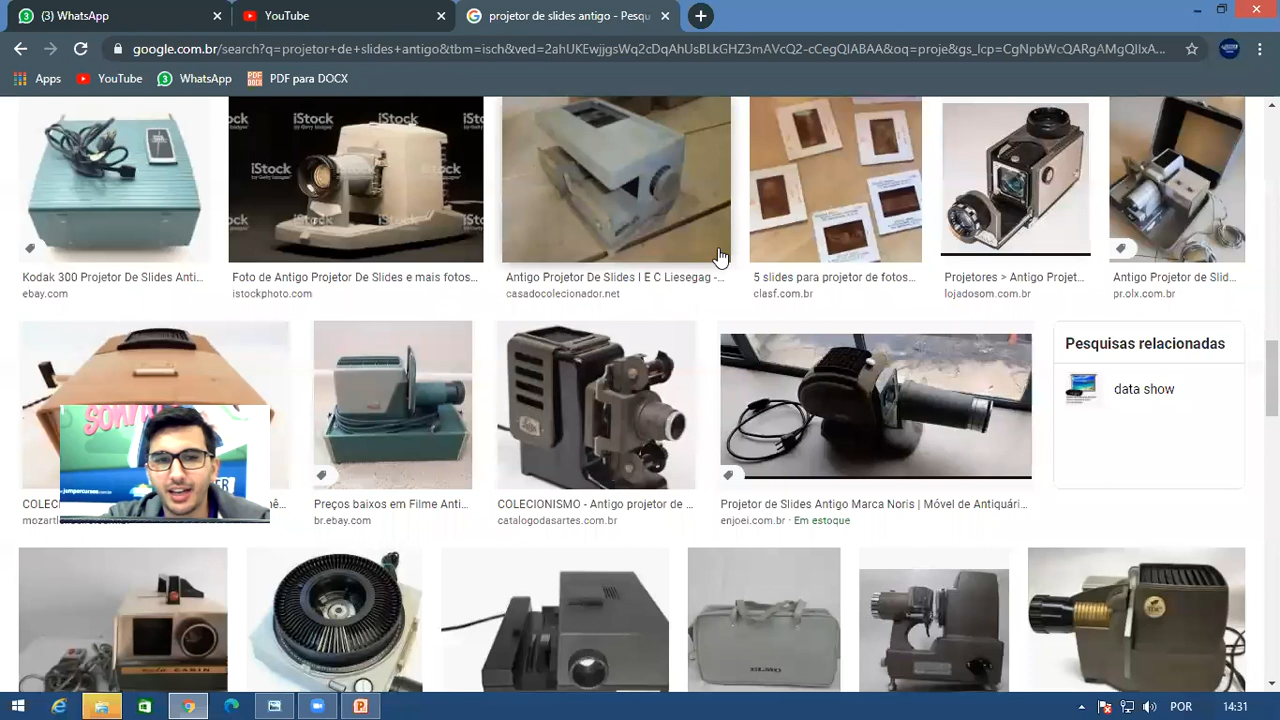 (3) WhatsApp
YouTube
projetor de slides antigo - Pesqu
google.com.br/search?q=projetor+de+slides+antigo&tbm=isch&ved=2ahUKEwjjgsWq2cDqAhUsBLkGHZ3mAVcQ2-cCegQIABAA&oq=proje&gs_lcp=CgNpbWcQARgAMgQIIxA...
Apps
YouTube
WhatsApp
PDF para DOCX
iStock
iStock
iStock
iStock
Kodak 300 Projetor De Slides Anti...
ebay.com
Foto de Antigo Projetor De Slides e mais fotos...
istockphoto.com
Antigo Projetor De Slides I E C Liesegag -...
casadocolecionador.net
5 slides para projetor de fotos...
clasf.com.br
Projetores > Antigo Projet...
lojadosom.com.br
Antigo Projetor de Slid...
pr.olx.com.br
Pesquisas relacionadas
data show
Preços baixos em Filme Anti...
br.ebay.com
COLECIONISMO - Antigo projetor de ...
catalogodasartes.com.br
Projetor de Slides Antigo Marca Noris | Móvel de Antiquári...
enjoei.com.br · Em estoque
CABIN
POR
14:31